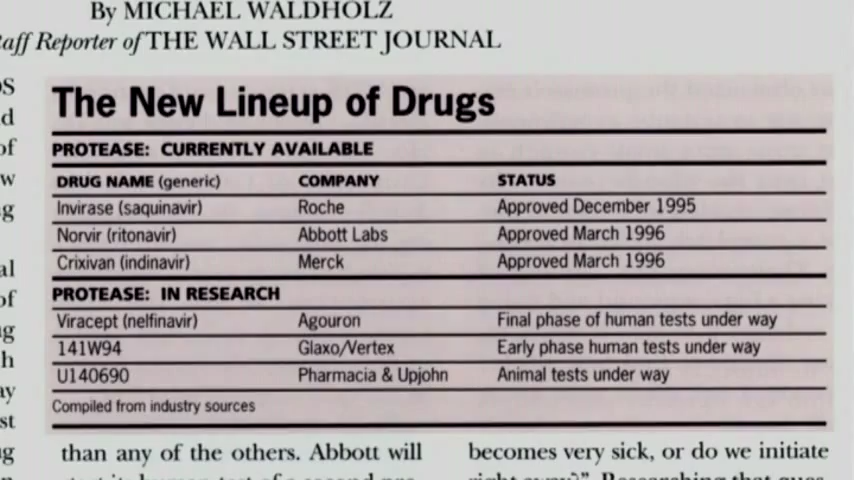 By MICHAEL WALDHOLZ
Reporter of THE WALL STREET JOURNAL
The New Lineup of Drugs
PROTEASE: CURRENTLY AVAILABLE
DRUG NAME (generic) COMPANY STATUS
Invirase (saquinavir) Roche Approved December 1995
Norvir (ritonavir) Abbott Labs Approved March 1996
Crixivan (indinavir) Merck Approved March 1996
PROTEASE: IN RESEARCH
Viracept (nelfinavir) Agouron Final phase of human tests under way
141W94 Glaxo/Vertex Early phase human tests under way
U140690 Pharmacia & Upjohn Animal tests under way
Compiled from industry sources
than any of the others. Abbott will
becomes very sick, or do we initiate